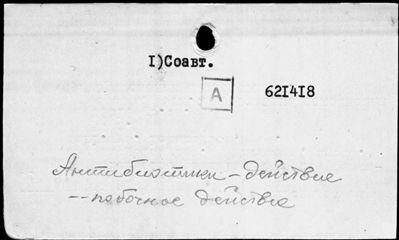 I)Соавт.
А 621418
Антибиотики - действие
-- побочное действие